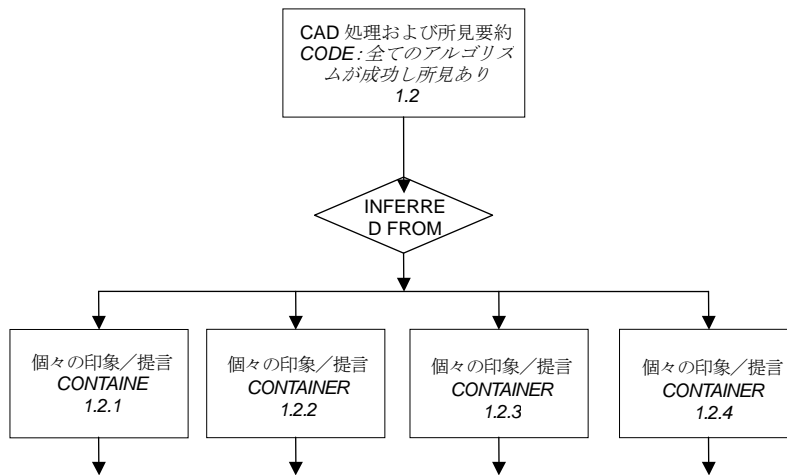 CAD 処理および所見要約
CODE: 全てのアルゴリズ
ムが成功し所見あり
1.2
INFERRE
D FROM
個々の印象／提言
CONTAINE
1.2.1
個々の印象／提言
CONTAINER
1.2.2
個々の印象／提言
CONTAINER
1.2.3
個々の印象／提言
CONTAINER
1.2.4